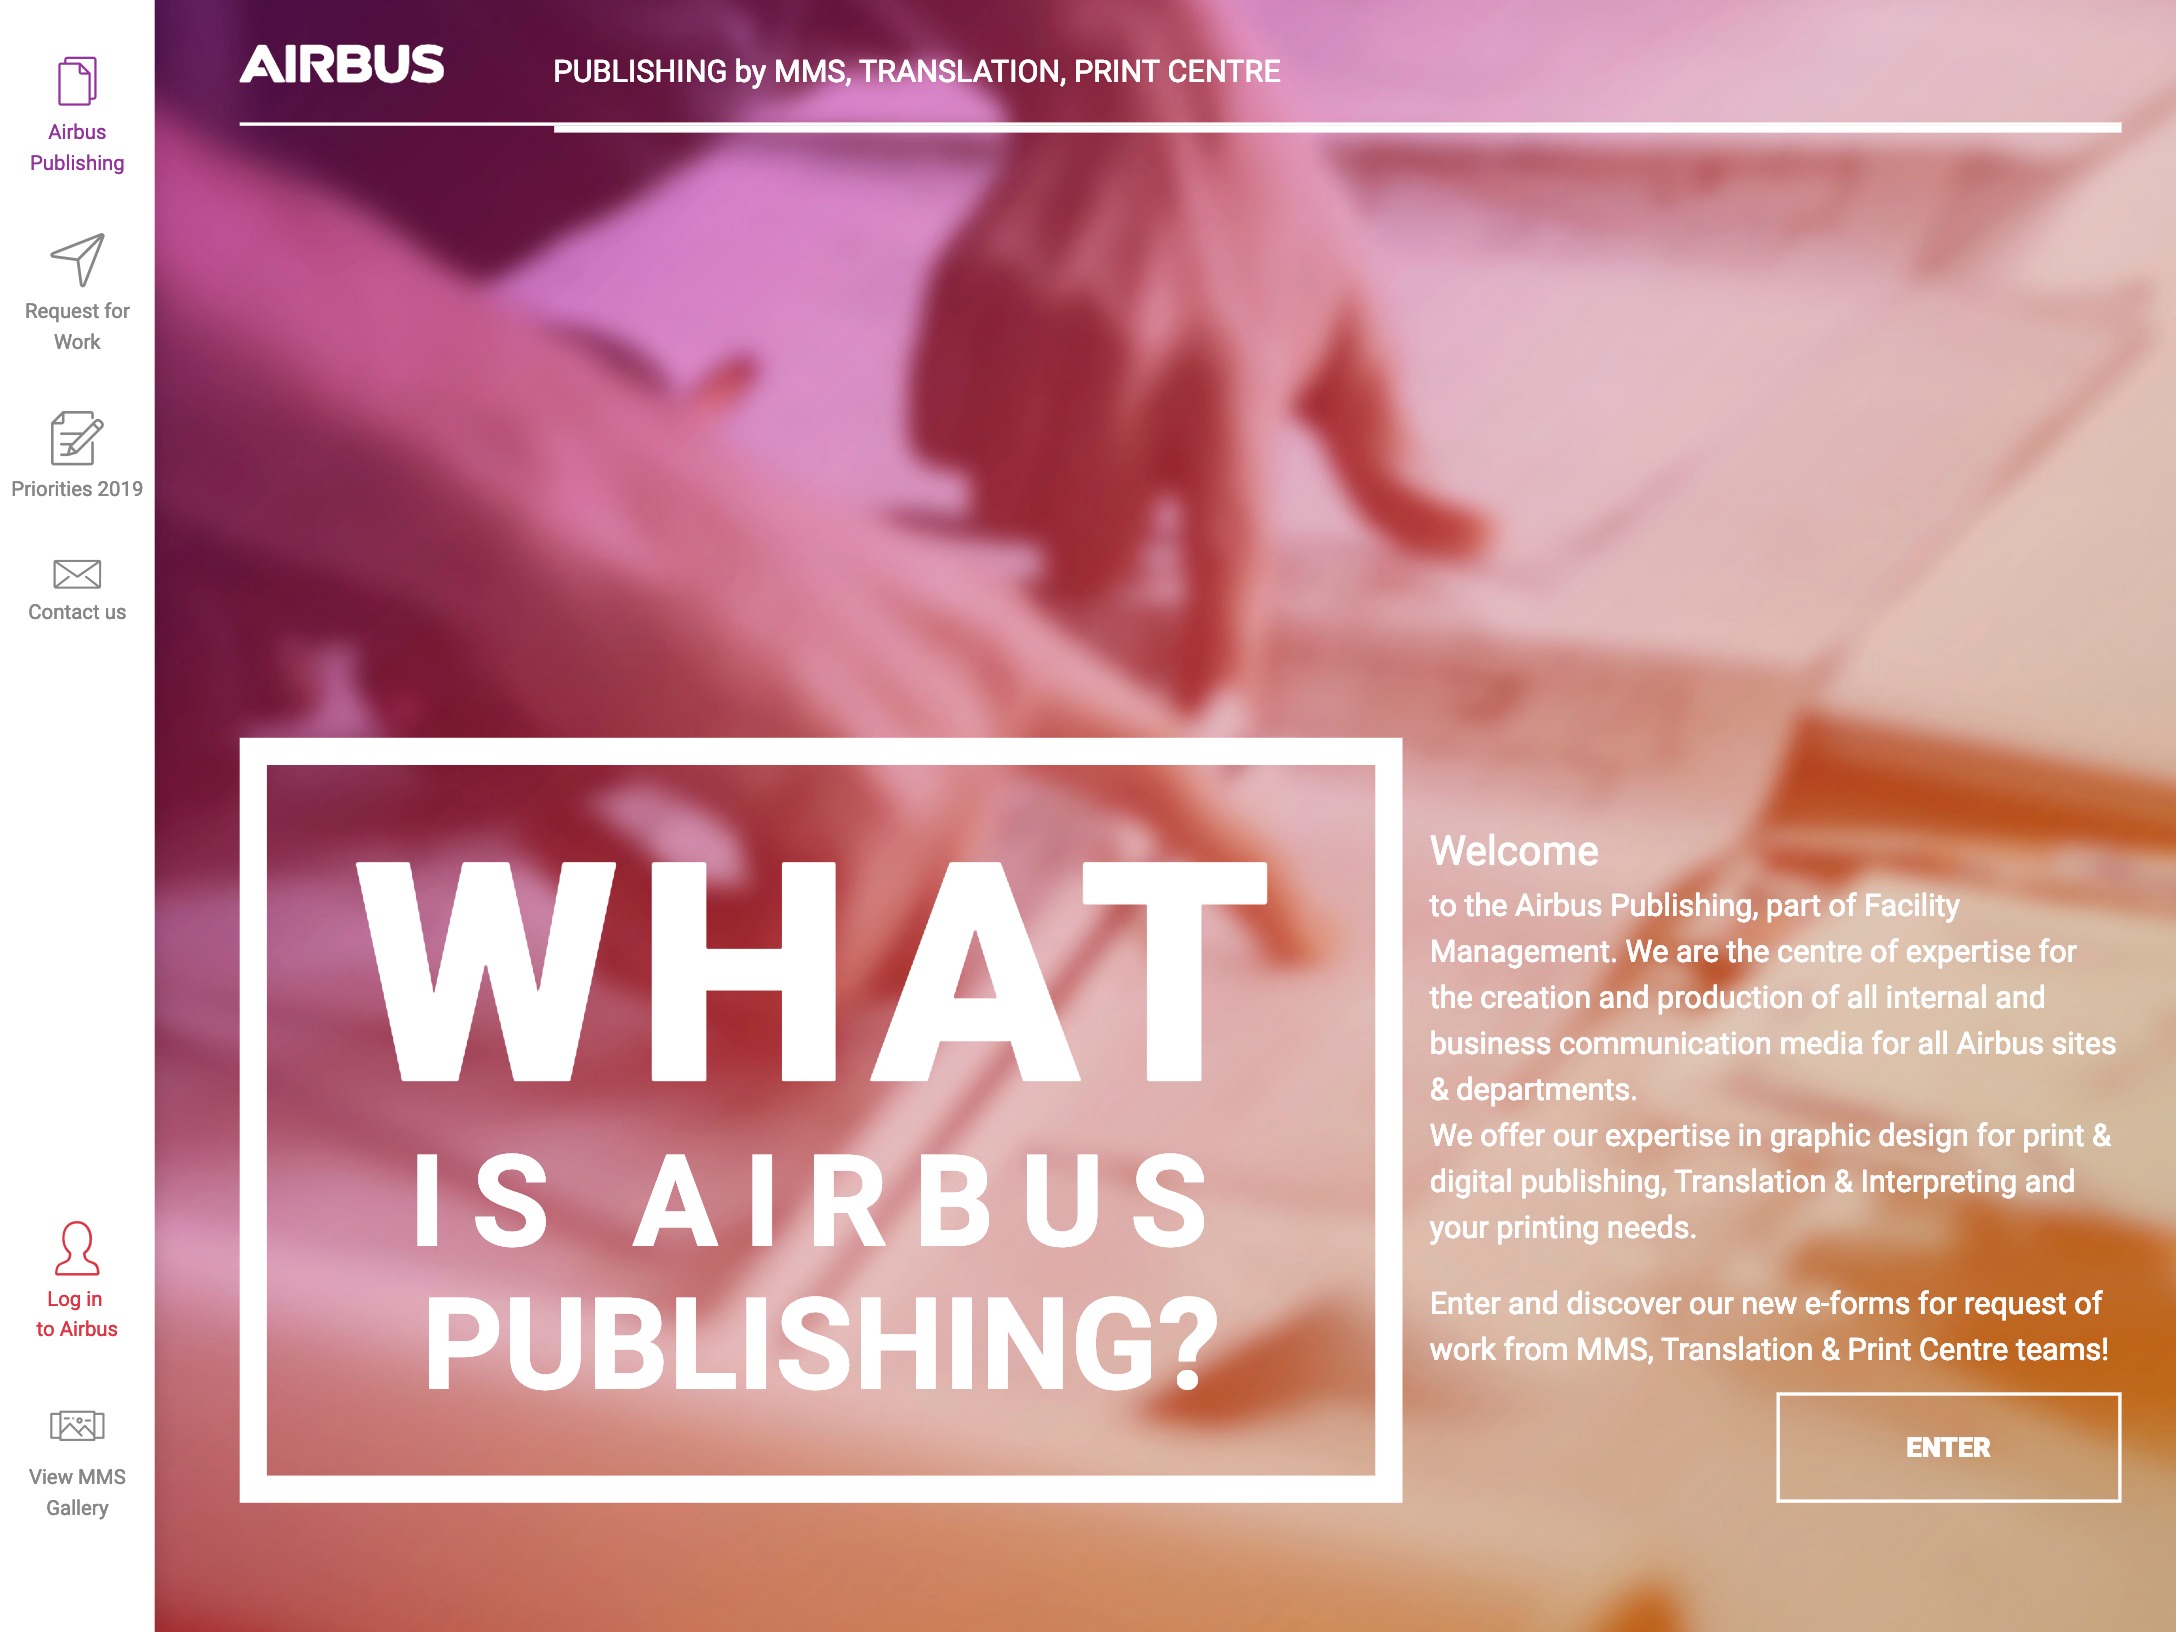 Airbus
Publishing
Request for
Work
Priorities 2019
Contact us
Log in
to Airbus
View MMS
Gallery
AIRBUS
PUBLISHING by MMS, TRANSLATION, PRINT CENTRE
WHAT
IS AIRBUS
PUBLISHING?
Welcome
to the Airbus Publishing, part of Facility
Management. We are the centre of expertise for
the creation and production of all internal and
business communication media for all Airbus sites
& departments.
We offer our expertise in graphic design for print &
digital publishing, Translation & Interpreting and
your printing needs.
Enter and discover our new e-forms for request of
work from MMS, Translation & Print Centre teams!
ENTER